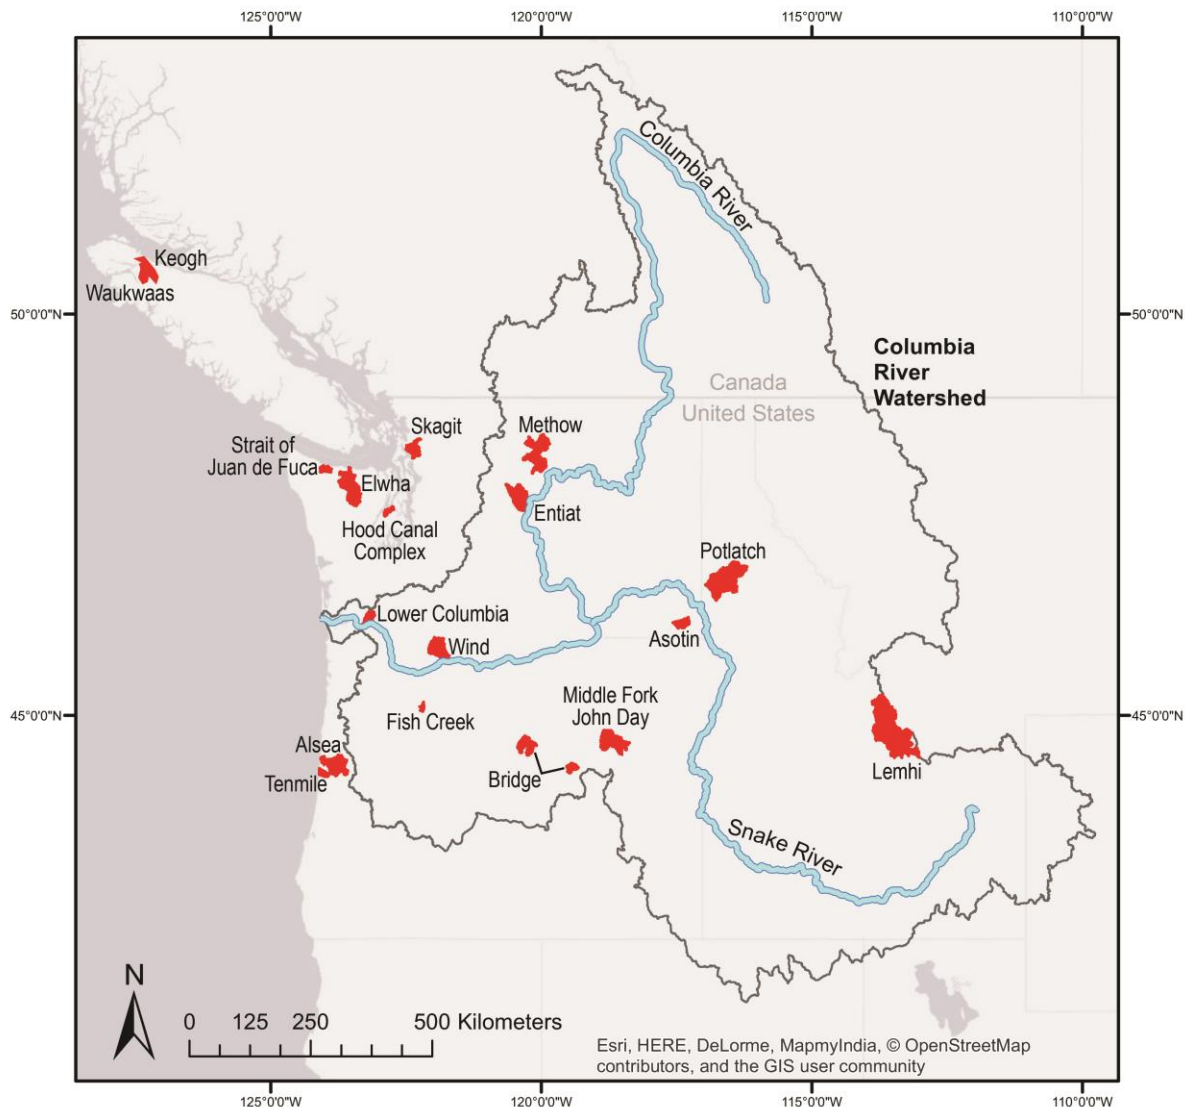 125°0'0"W
120°0'0"W
115°0'0"W
110°0'0"W
Columbia River
Keogh
Waukwaas
50°0'0"N
50°0'0"N
Columbia
River
Watershed
Canada
United States
Skagit
Methow
Strait of
Juan de Fuca
Elwha
Entiat
Hood Canal
Complex
Potlatch
Lower Columbia
Asotin
Wind
Middle Fork
John Day
Fish Creek
45°0'0"N
45°0'0"N
Alsea
Tenmile
Bridge
Lemhi
Snake River
N
0 125 250 500 Kilometers
Esri, HERE, DeLorme, MapmyIndia, © OpenStreetMap
contributors, and the GIS user community
125°0'0"W
120°0'0"W
115°0'0"W
110°0'0"W